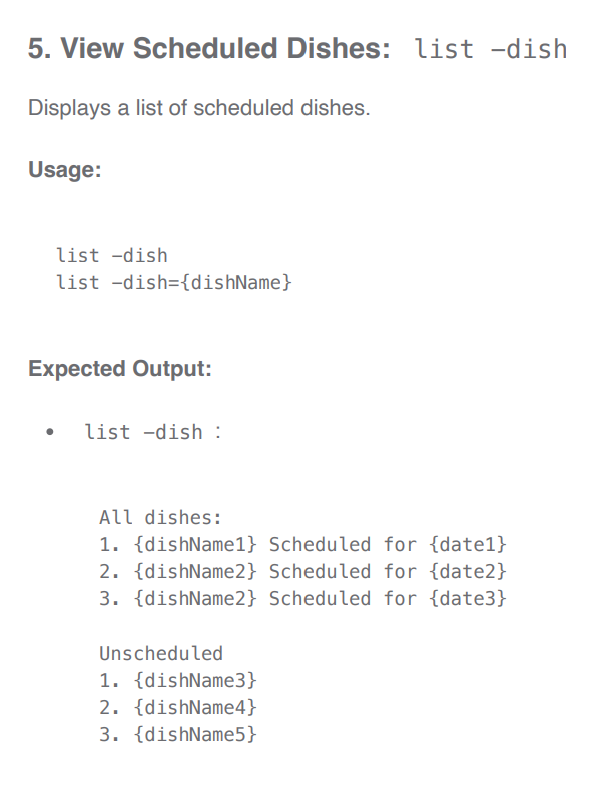 5. View Scheduled Dishes: list -dish
Displays a list of scheduled dishes.
Usage:
list -dish
list -dish={dishName}
Expected Output:
• list -dish :
All dishes:
1. {dishName1} Scheduled for {date1}
2. {dishName2} Scheduled for {date2}
3. {dishName2} Scheduled for {date3}
Unscheduled
1. {dishName3}
2. {dishName4}
3. {dishName5}